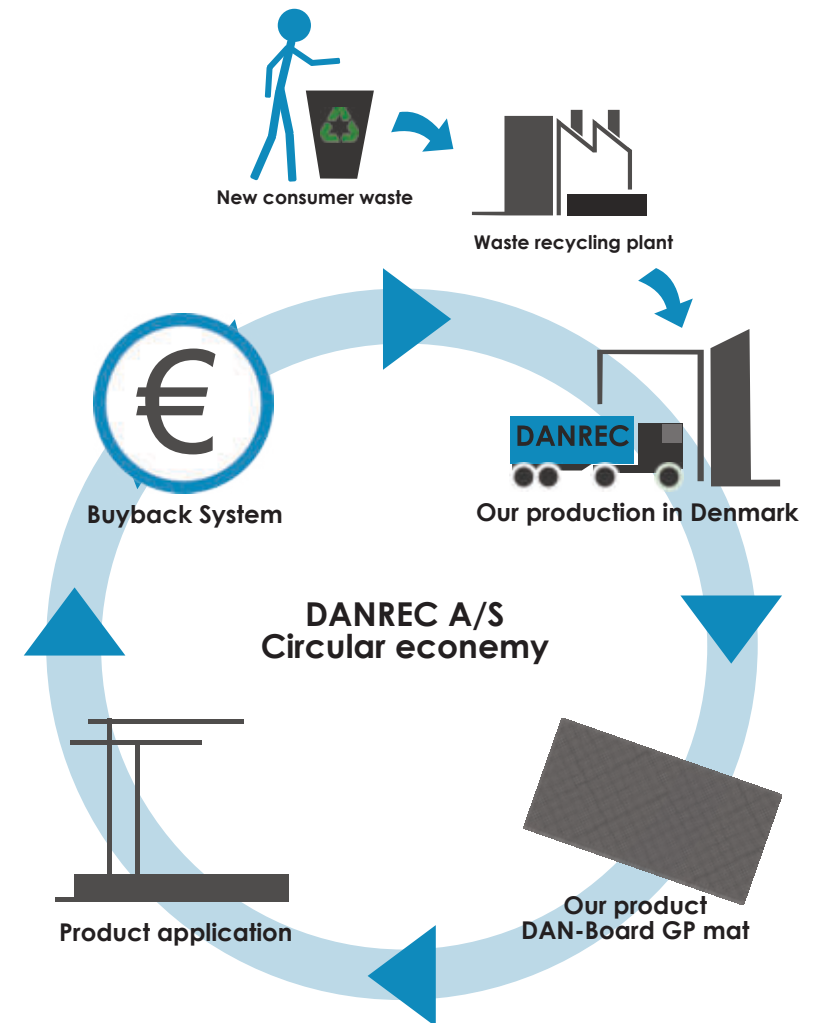 New consumer waste
Waste recycling plant
€
DANREC
Buyback System
Our production in Denmark
DANREC A/S
Circular economy
Our product
DAN-Board GP mat
Product application